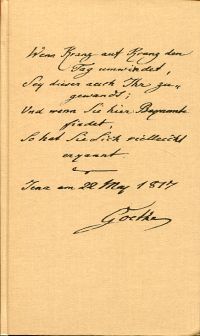 Wenn Kranz auf Kranz den
Tag umwindet,
Sey dieser auch Ihr zu-
gewandt;
Und wenn Sie hier Bekannte
findet,
So hat Sie Sich vielleicht
erkannt.
Jena am 22 May 1817
Goethe